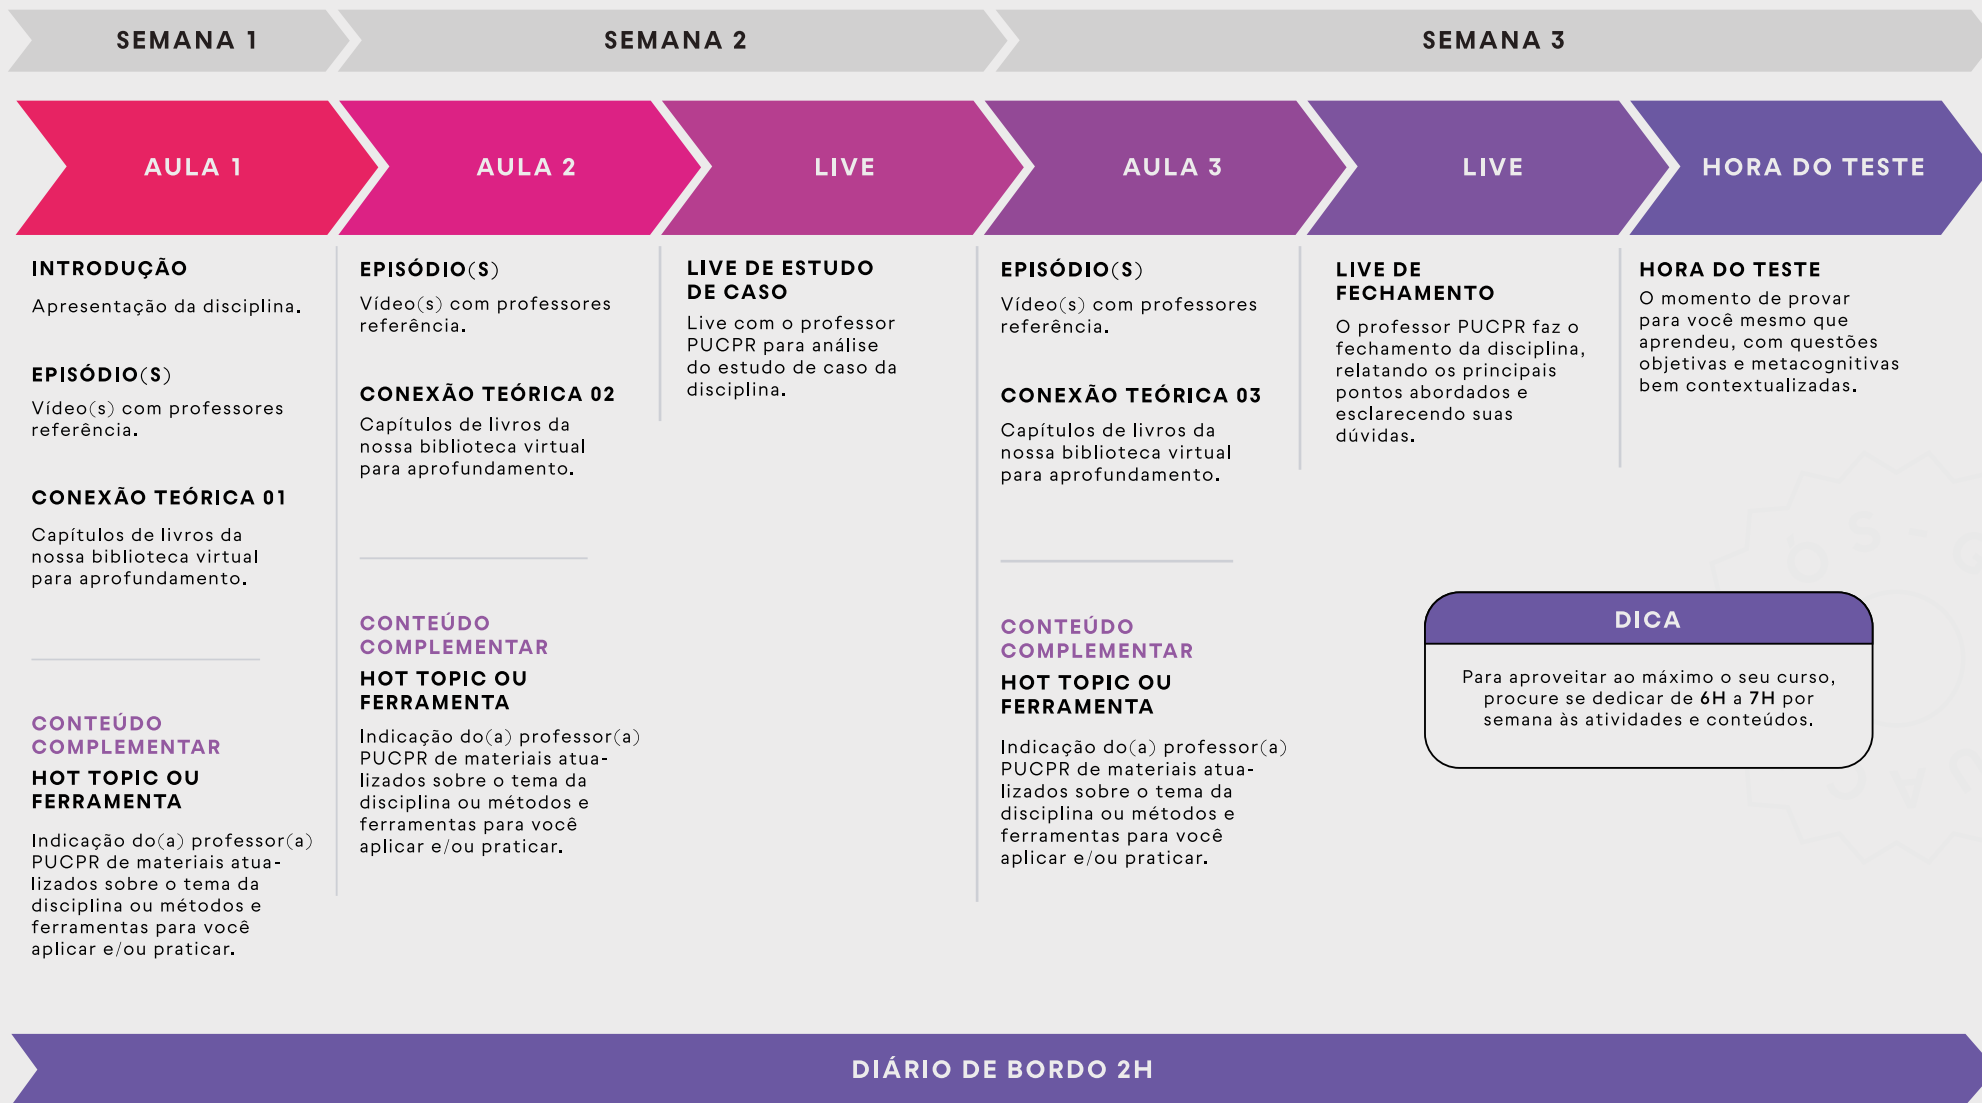 SEMANA 1
SEMANA 2
SEMANA 3
AULA 1
AULA 2
LIVE
AULA 3
LIVE
HORA DO TESTE
INTRODUÇÃO
Apresentação da disciplina.
EPISÓDIO(S)
Vídeo(s) com professores
referência.
CONEXÃO TEÓRICA 01
Capítulos de livros da
nossa biblioteca virtual
para aprofundamento.
CONTEÚDO
COMPLEMENTAR
HOT TOPIC OU
FERRAMENTA
Indicação do(a) professor(a)
PUCPR de materiais atua-
lizados sobre o tema da
disciplina ou métodos e
ferramentas para você
aplicar e/ou praticar.
EPISÓDIO(S)
Vídeo(s) com professores
referência.
CONEXÃO TEÓRICA 02
Capítulos de livros da
nossa biblioteca virtual
para aprofundamento.
CONTEÚDO
COMPLEMENTAR
HOT TOPIC OU
FERRAMENTA
Indicação do(a) professor(a)
PUCPR de materiais atua-
lizados sobre o tema da
disciplina ou métodos e
ferramentas para você
aplicar e/ou praticar.
LIVE DE ESTUDO
DE CASO
Live com o professor
PUCPR para análise
do estudo de caso da
disciplina.
EPISÓDIO(S)
Vídeo(s) com professores
referência.
CONEXÃO TEÓRICA 03
Capítulos de livros da
nossa biblioteca virtual
para aprofundamento.
CONTEÚDO
COMPLEMENTAR
HOT TOPIC OU
FERRAMENTA
Indicação do(a) professor(a)
PUCPR de materiais atua-
lizados sobre o tema da
disciplina ou métodos e
ferramentas para você
aplicar e/ou praticar.
LIVE DE
FECHAMENTO
O professor PUCPR faz o
fechamento da disciplina,
relatando os principais
pontos abordados e
esclarecendo suas
dúvidas.
HORA DO TESTE
O momento de provar
para você mesmo que
aprendeu, com questões
objetivas e metacognitivas
bem contextualizadas.
DICA
Para aproveitar ao máximo o seu curso,
procure se dedicar de 6H a 7H por
semana às atividades e conteúdos.
DIÁRIO DE BORDO 2H